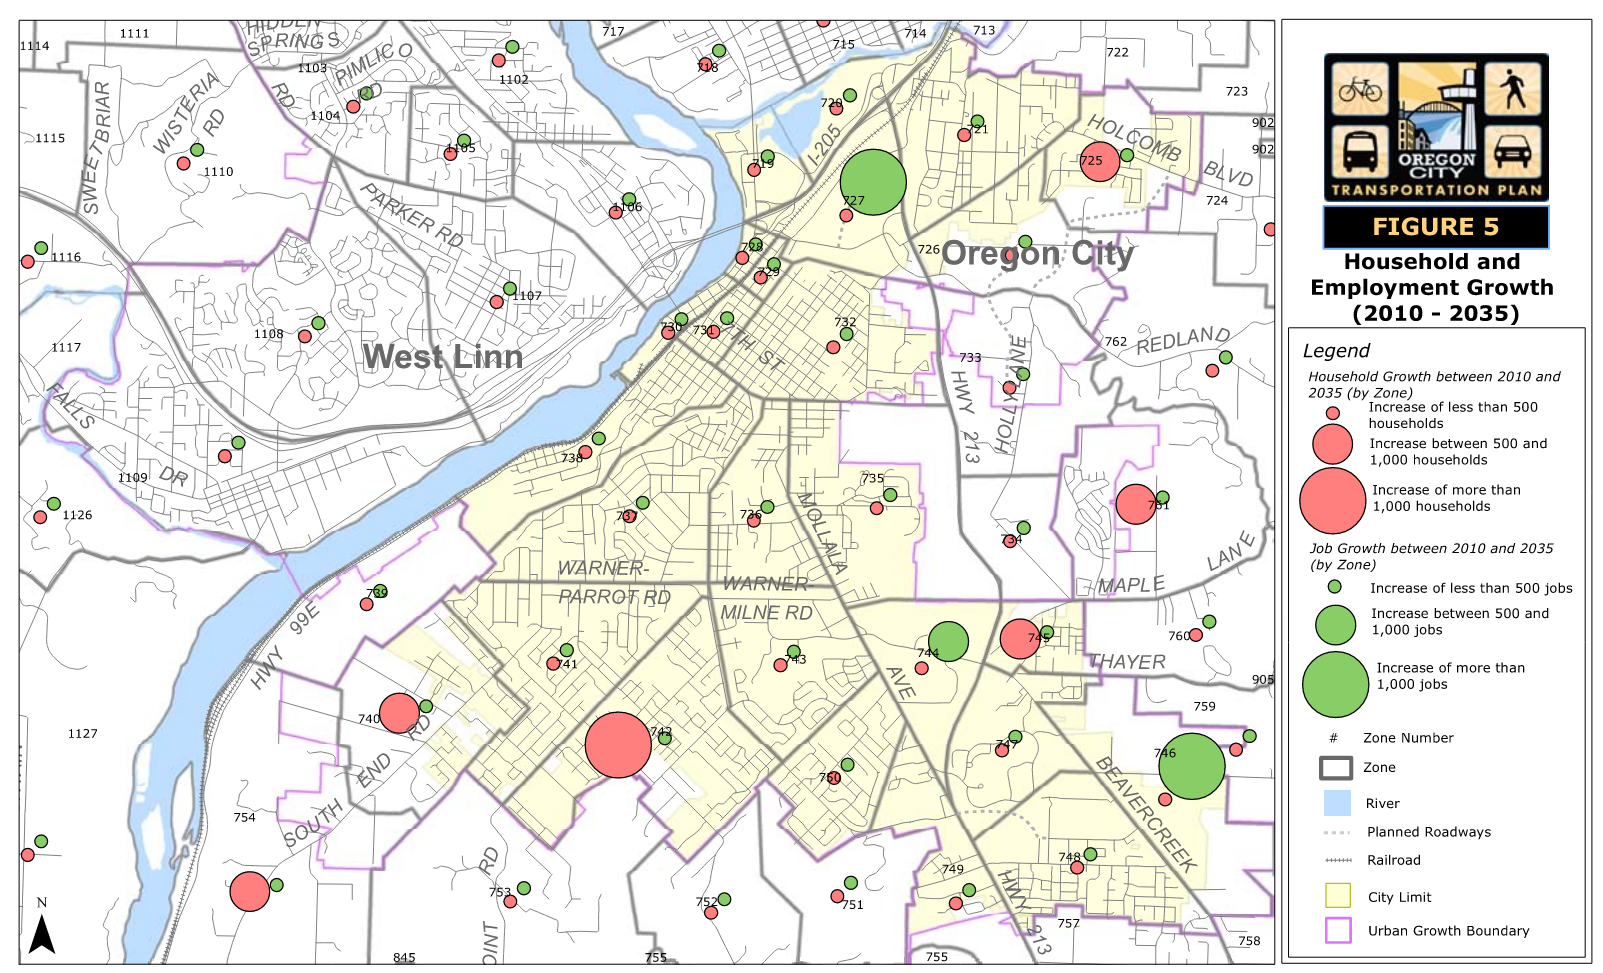 1114
1111
HIDDEN
SPRINGS
1103
PIMLICO
RD
RD
1104
1102
717
718
715
714
713
722
723
902
902
1115
SWEETBRIAR
WISTERIA
RD
1110
1105
1106
PARKER RD
719
720
I-205
721
HOLCOMB
BLVD
725
724
727
726
Oregon City
728
729
1116
1107
1108
1117
West Linn
730
731
7TH ST
732
733
HWY
213
HOLLY LANE
762
REDLAND
FALLS
DR
1109
1126
738
737
736
735
MOLLALA
734
761
MAPLE
LANE
WARNER-
PARROT RD
WARNER-
MILNE RD
739
99E
HWY
741
743
744
AVE
745
760
THAYER
905
759
740
RD
END
SOUTH
742
747
746
BEAVERCREEK
750
1127
754
753
RD
752
751
749
748
HWY
213
757
758
845
OINT
755
755
N
OREGON
CITY
TRANSPORTATION PLAN
FIGURE 5
Household and
Employment Growth
(2010 - 2035)
Legend
Household Growth between 2010 and
2035 (by Zone)
Increase of less than 500
households
Increase between 500 and
1,000 households
Increase of more than
1,000 households
Job Growth between 2010 and 2035
(by Zone)
Increase of less than 500 jobs
Increase between 500 and
1,000 jobs
Increase of more than
1,000 jobs
# Zone Number
Zone
River
Planned Roadways
Railroad
City Limit
Urban Growth Boundary